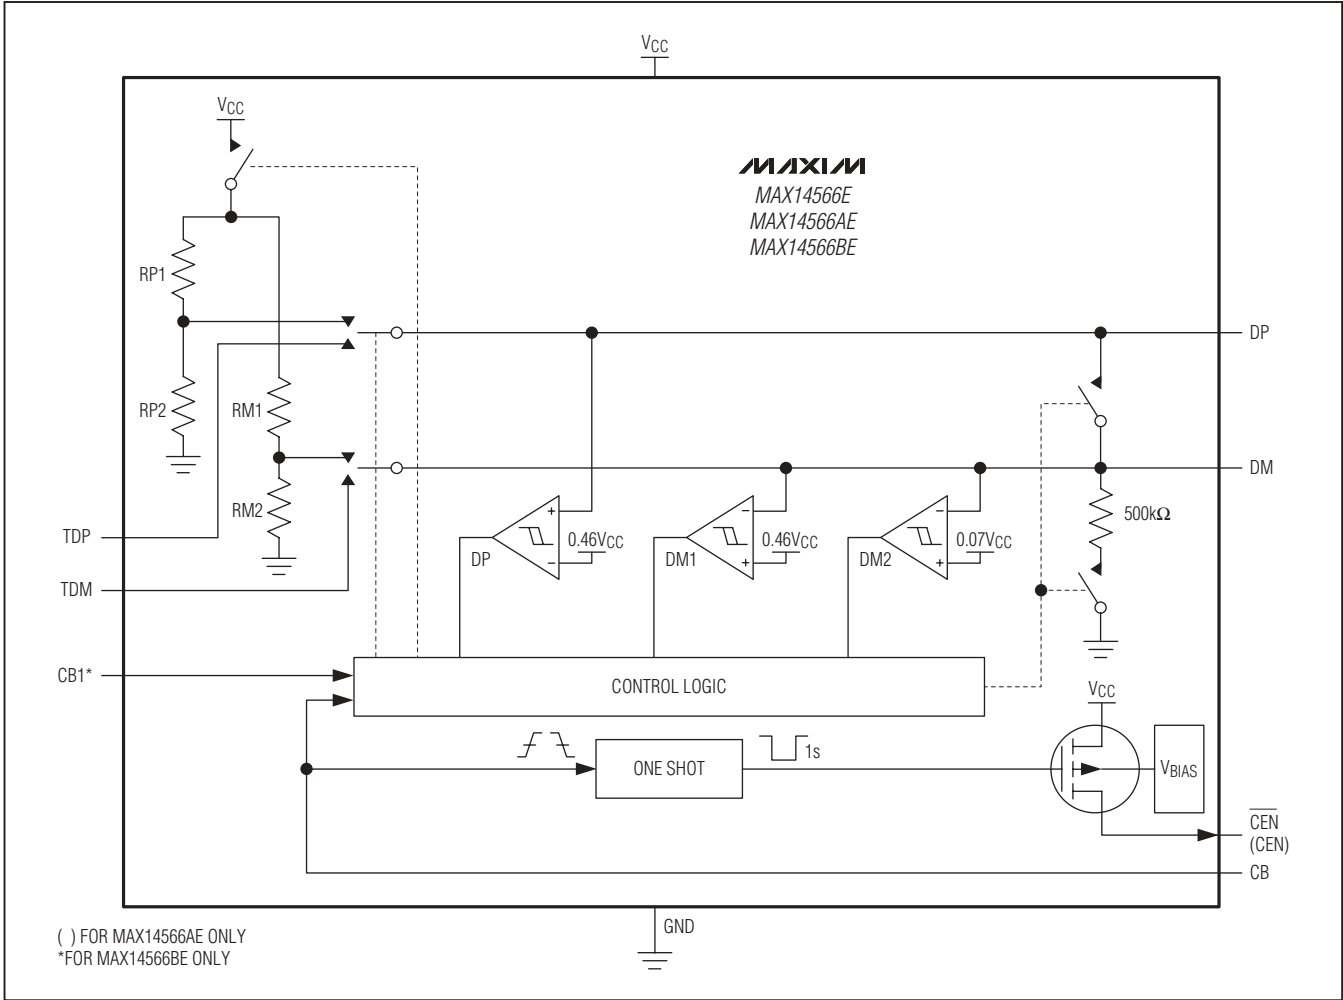 VCC
VCC
MAXIM
MAX14566E
MAX14566AE
MAX14566BE
RP1
DP
RP2
RM1
DM
RM2
500kΩ
TDP
+
−
−
DP
−
0.46VCC
DM1
+
0.46VCC
DM2
+
0.07VCC
TDM
CB1*
CONTROL LOGIC
VCC
ONE SHOT
1s
VBIAS
CEN
(CEN)
CB
GND
( ) FOR MAX14566AE ONLY
*FOR MAX14566BE ONLY